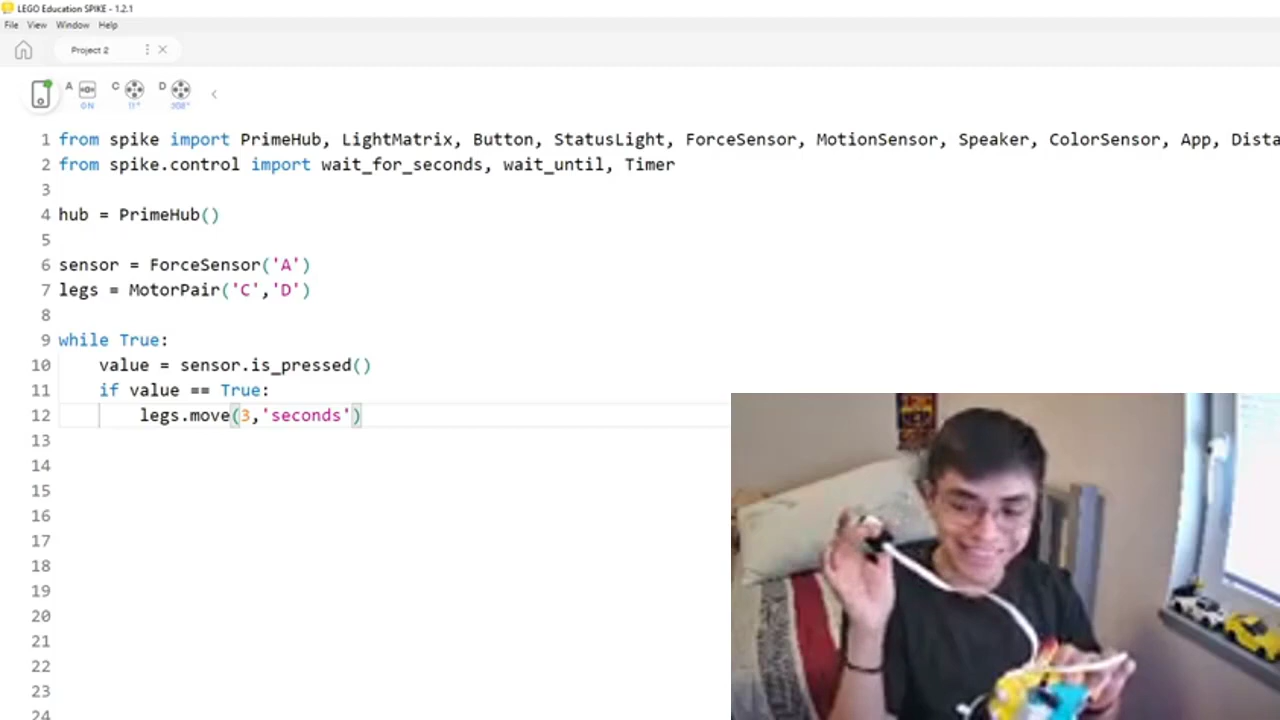 LEGO Education SPIKE - 1.2.1
File View Window Help
Project 2
A C D
ON 11° 308°
1 from spike import PrimeHub, LightMatrix, Button, StatusLight, ForceSensor, MotionSensor, Speaker, ColorSensor, App, Dista
2 from spike.control import wait_for_seconds, wait_until, Timer
3
4 hub = PrimeHub()
5
6 sensor = ForceSensor('A')
7 legs = MotorPair('C','D')
8
9 while True:
10 value = sensor.is_pressed()
11 if value == True:
12 legs.move(3,'seconds')
13
14
15
16
17
18
19
20
21
22
23
24